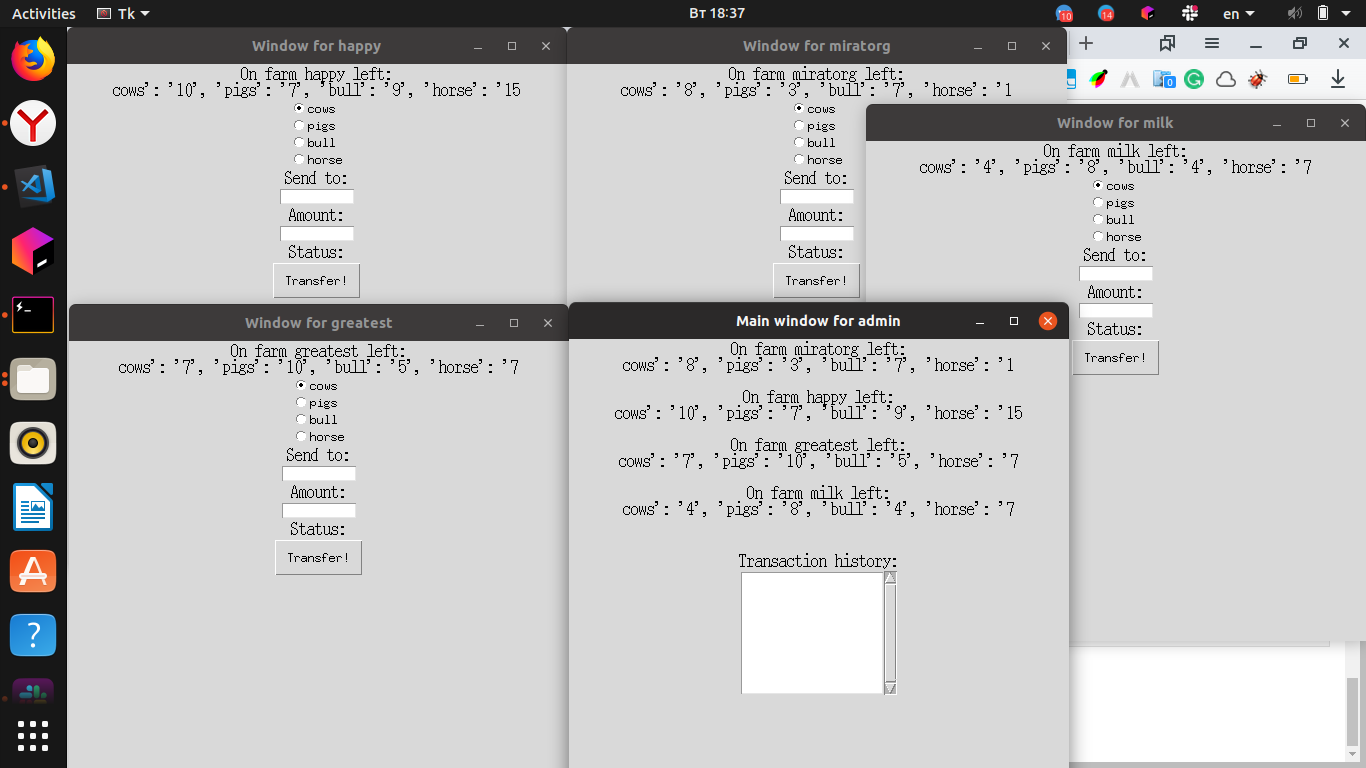 Activities
Tk
Вт 18:37
10
14
en
Window for happy
On farm happy left:
cows': '10', 'pigs': '7', 'bull': '9', 'horse': '15
cows
pigs
bull
horse
Send to:
Amount:
Status:
Transfer!
Window for miratorg
On farm miratorg left:
cows': '8', 'pigs': '3', 'bull': '7', 'horse': '1
cows
pigs
bull
horse
Send to:
Amount:
Status:
Transfer!
0
Window for milk
On farm milk left:
cows': '4', 'pigs': '8', 'bull': '4', 'horse': '7
cows
pigs
bull
horse
Send to:
Amount:
Status:
Transfer!
Window for greatest
On farm greatest left:
cows': '7', 'pigs': '10', 'bull': '5', 'horse': '7
cows
pigs
bull
horse
Send to:
Amount:
Status:
Transfer!
Main window for admin
On farm miratorg left:
cows': '8', 'pigs': '3', 'bull': '7', 'horse': '1
On farm happy left:
cows': '10', 'pigs': '7', 'bull': '9', 'horse': '15
On farm greatest left:
cows': '7', 'pigs': '10', 'bull': '5', 'horse': '7
On farm milk left:
cows': '4', 'pigs': '8', 'bull': '4', 'horse': '7
Transaction history: